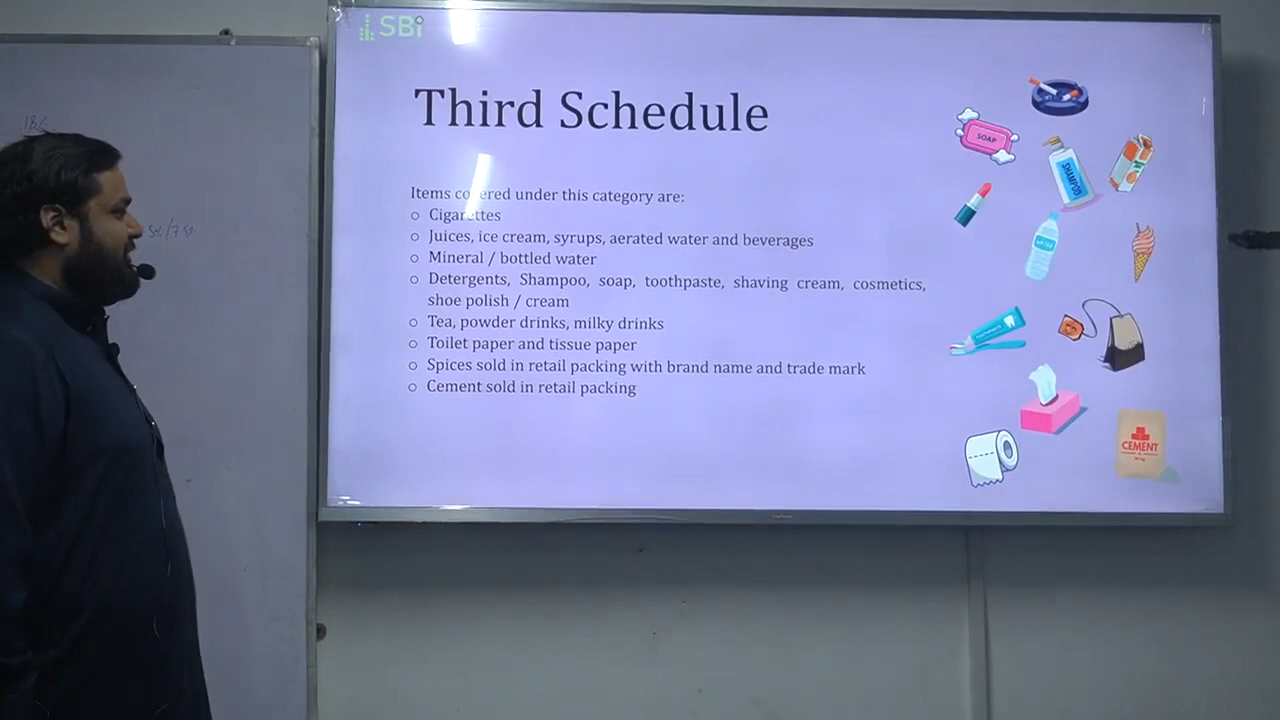 SBi
Third Schedule
Items covered under this category are:
Cigarettes
Juices, ice cream, syrups, aerated water and beverages
Mineral / bottled water
Detergents, Shampoo, soap, toothpaste, shaving cream, cosmetics,
shoe polish / cream
Tea, powder drinks, milky drinks
Toilet paper and tissue paper
Spices sold in retail packing with brand name and trade mark
Cement sold in retail packing
SOAP
SHAMPOO
WATER
CEMENT